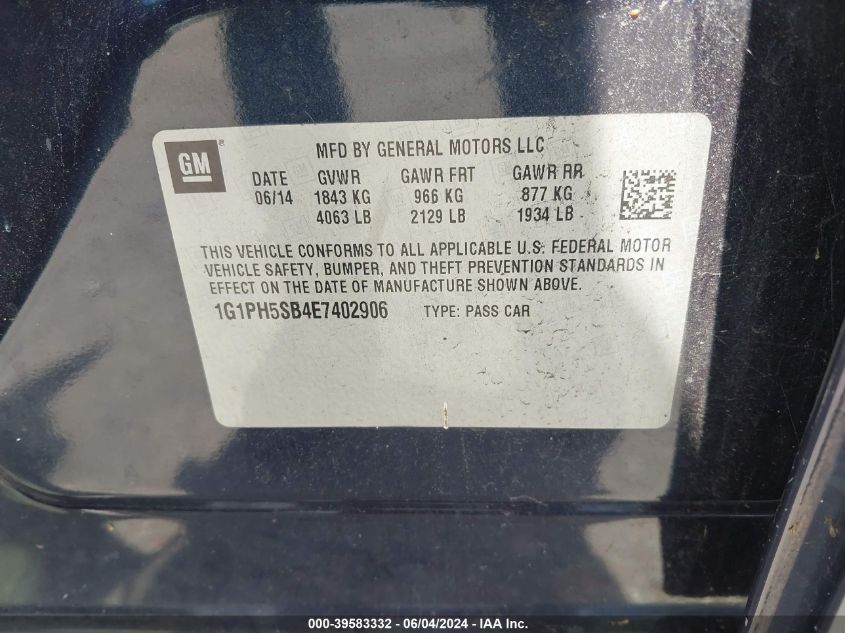 GM ® MFD BY GENERAL MOTORS LLC
DATE GVWR GAWR FRT GAWR RR
06/14 1843 KG 966 KG 877 KG
4063 LB 2129 LB 1934 LB
THIS VEHICLE CONFORMS TO ALL APPLICABLE U.S. FEDERAL MOTOR
VEHICLE SAFETY, BUMPER, AND THEFT PREVENTION STANDARDS IN
EFFECT ON THE DATE OF MANUFACTURE SHOWN ABOVE.
1G1PH5SB4E7402906 TYPE: PASS CAR
000-39583332 - 06/04/2024 - IAAI Inc.